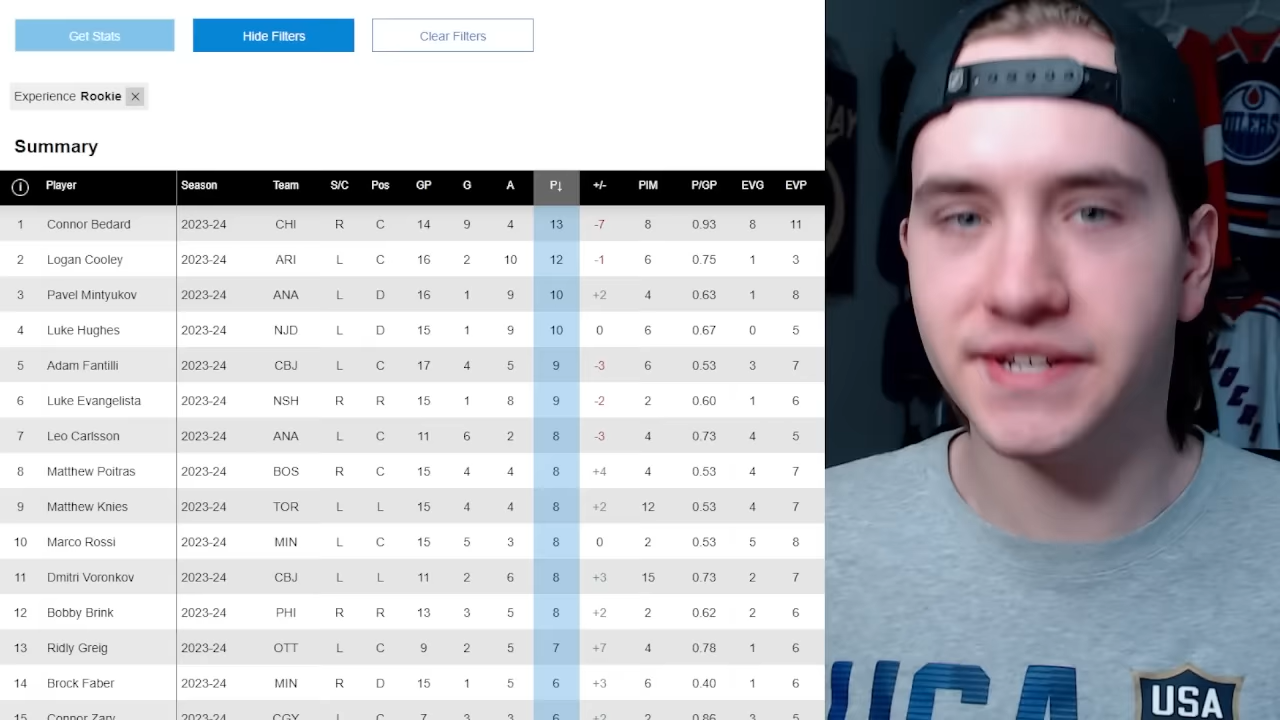 Get Stats Hide Filters Clear Filters
Experience Rookie ×
Summary
i Player Season Team S/C Pos GP G A P↓ +/- PIM P/GP EVG EVP
1 Connor Bedard 2023-24 CHI R C 14 9 4 13 -7 8 0.93 8 11
2 Logan Cooley 2023-24 ARI L C 16 2 10 12 -1 6 0.75 1 3
3 Pavel Mintyukov 2023-24 ANA L D 16 1 9 10 +2 4 0.63 1 8
4 Luke Hughes 2023-24 NJD L D 15 1 9 10 0 6 0.67 0 5
5 Adam Fantilli 2023-24 CBJ L C 17 4 5 9 -3 6 0.53 3 7
6 Luke Evangelista 2023-24 NSH R R 15 1 8 9 -2 2 0.60 1 6
7 Leo Carlsson 2023-24 ANA L C 11 6 2 8 -3 4 0.73 4 5
8 Matthew Poitras 2023-24 BOS R C 15 4 4 8 +4 4 0.53 4 7
9 Matthew Knies 2023-24 TOR L L 15 4 4 8 +2 12 0.53 4 7
10 Marco Rossi 2023-24 MIN L C 15 5 3 8 0 2 0.53 5 8
11 Dmitri Voronkov 2023-24 CBJ L L 11 2 6 8 +3 15 0.73 2 7
12 Bobby Brink 2023-24 PHI R R 13 3 5 8 +2 2 0.62 2 6
13 Ridly Greig 2023-24 OTT L C 9 2 5 7 +7 4 0.78 1 6
14 Brock Faber 2023-24 MIN R D 15 1 5 6 +3 6 0.40 1 6
15 Connor Zary 2023-24 CGY L C 7 3 3 6 +2 2 0.86 3 5
OILERS
USA
USA